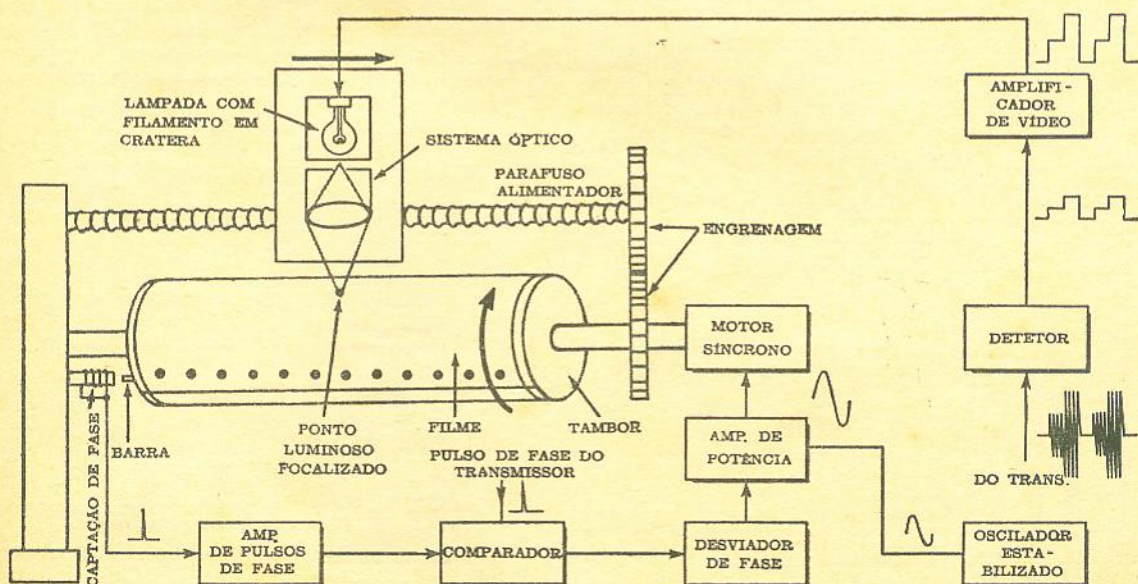 LAMPADA COM
FILAMENTO EM
CRATERA
SISTEMA ÓPTICO
PARAFUSO
ALIMENTADOR
ENGRENAGEM
AMPLIFI-
CADOR
DE VÍDEO
DETETOR
DO TRANS.
MOTOR
SÍNCRONO
AMP. DE
POTÊNCIA
OSCILADOR
ESTA-
BILIZADO
DESVIADOR
DE FASE
COMPARADOR
AMP.
DE PULSOS
DE FASE
CAPTAÇÃO DE FASE
BARRA
PONTO
LUMINOSO
FOCALIZADO
FILME
TAMBOR
PULSO DE FASE DO
TRANSMISSOR